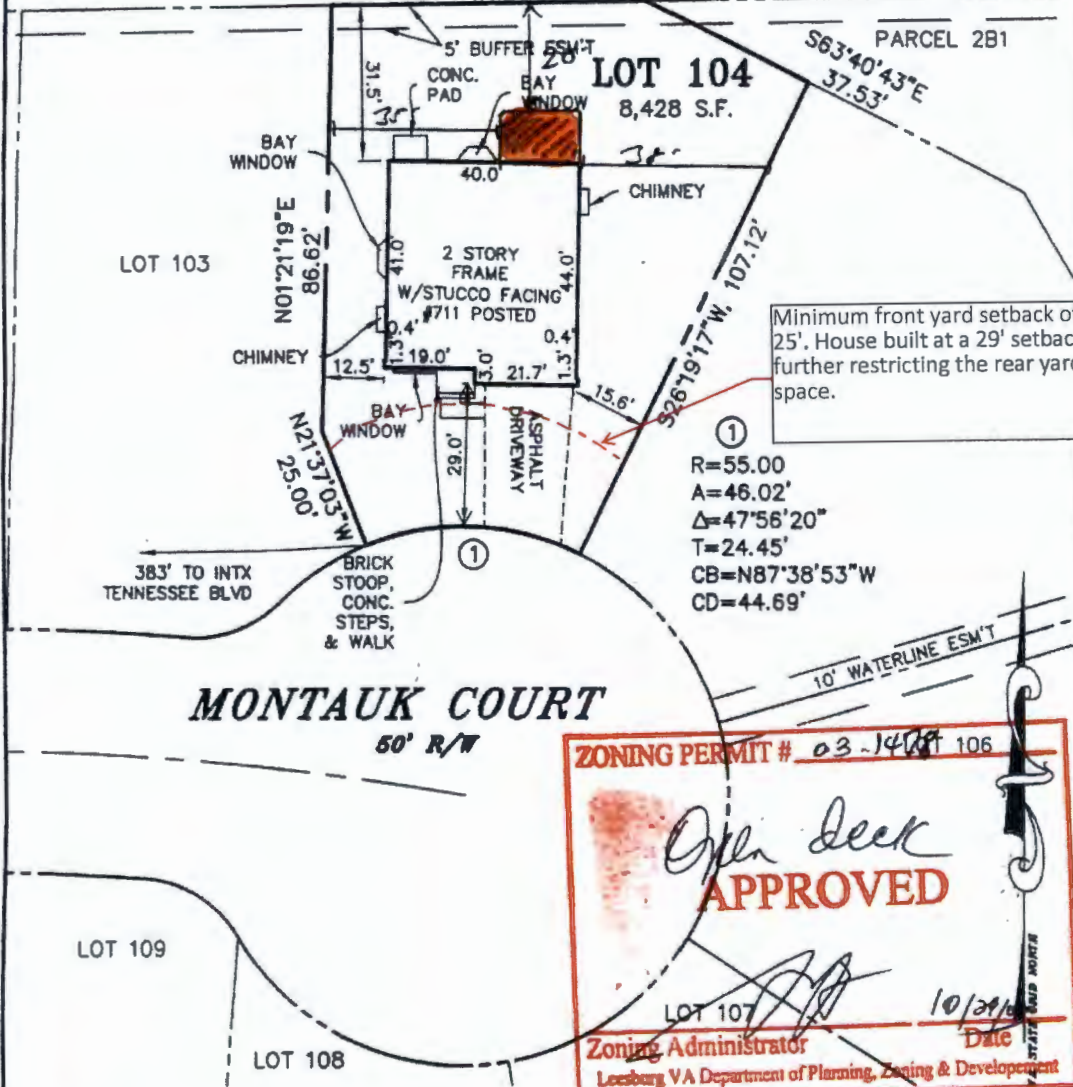 5' BUFFER ESM'T
PARCEL 2B1
S63°40'43"E
37.53'
LOT 104
8,428 S.F.
CONC.
PAD
BAY
WINDOW
31.5'
BAY
WINDOW
40.0'
CHIMNEY
LOT 103
N01°21'19"E
86.62'
41.0'
2 STORY
FRAME
W/STUCCO FACING
#711 POSTED
44.0'
S26°19'17"W, 107.12'
Minimum front yard setback of
25'. House built at a 29' setback
further restricting the rear yard
space.
CHIMNEY
0.4'
1.3'
0.4'
1.3'
12.5'
19.0'
3.0'
21.7'
15.6'
BAY
WINDOW
29.0'
ASPHALT
DRIVEWAY
N21°37'03"W
25.00'
1
R=55.00
A=46.02'
Δ=47°56'20"
T=24.45'
CB=N87°38'53"W
CD=44.69'
383' TO INTX
TENNESSEE BLVD
BRICK
STOOP,
CONC.
STEPS,
& WALK
1
10' WATERLINE ESM'T
MONTAUK COURT
50' R/W
ZONING PERMIT # 106
Open deck
APPROVED
LOT 109
LOT 107
LOT 108
Zoning Administrator
Date
Leesburg VA Department of Planning, Zoning & Developement
VA STATE GRID NORTH